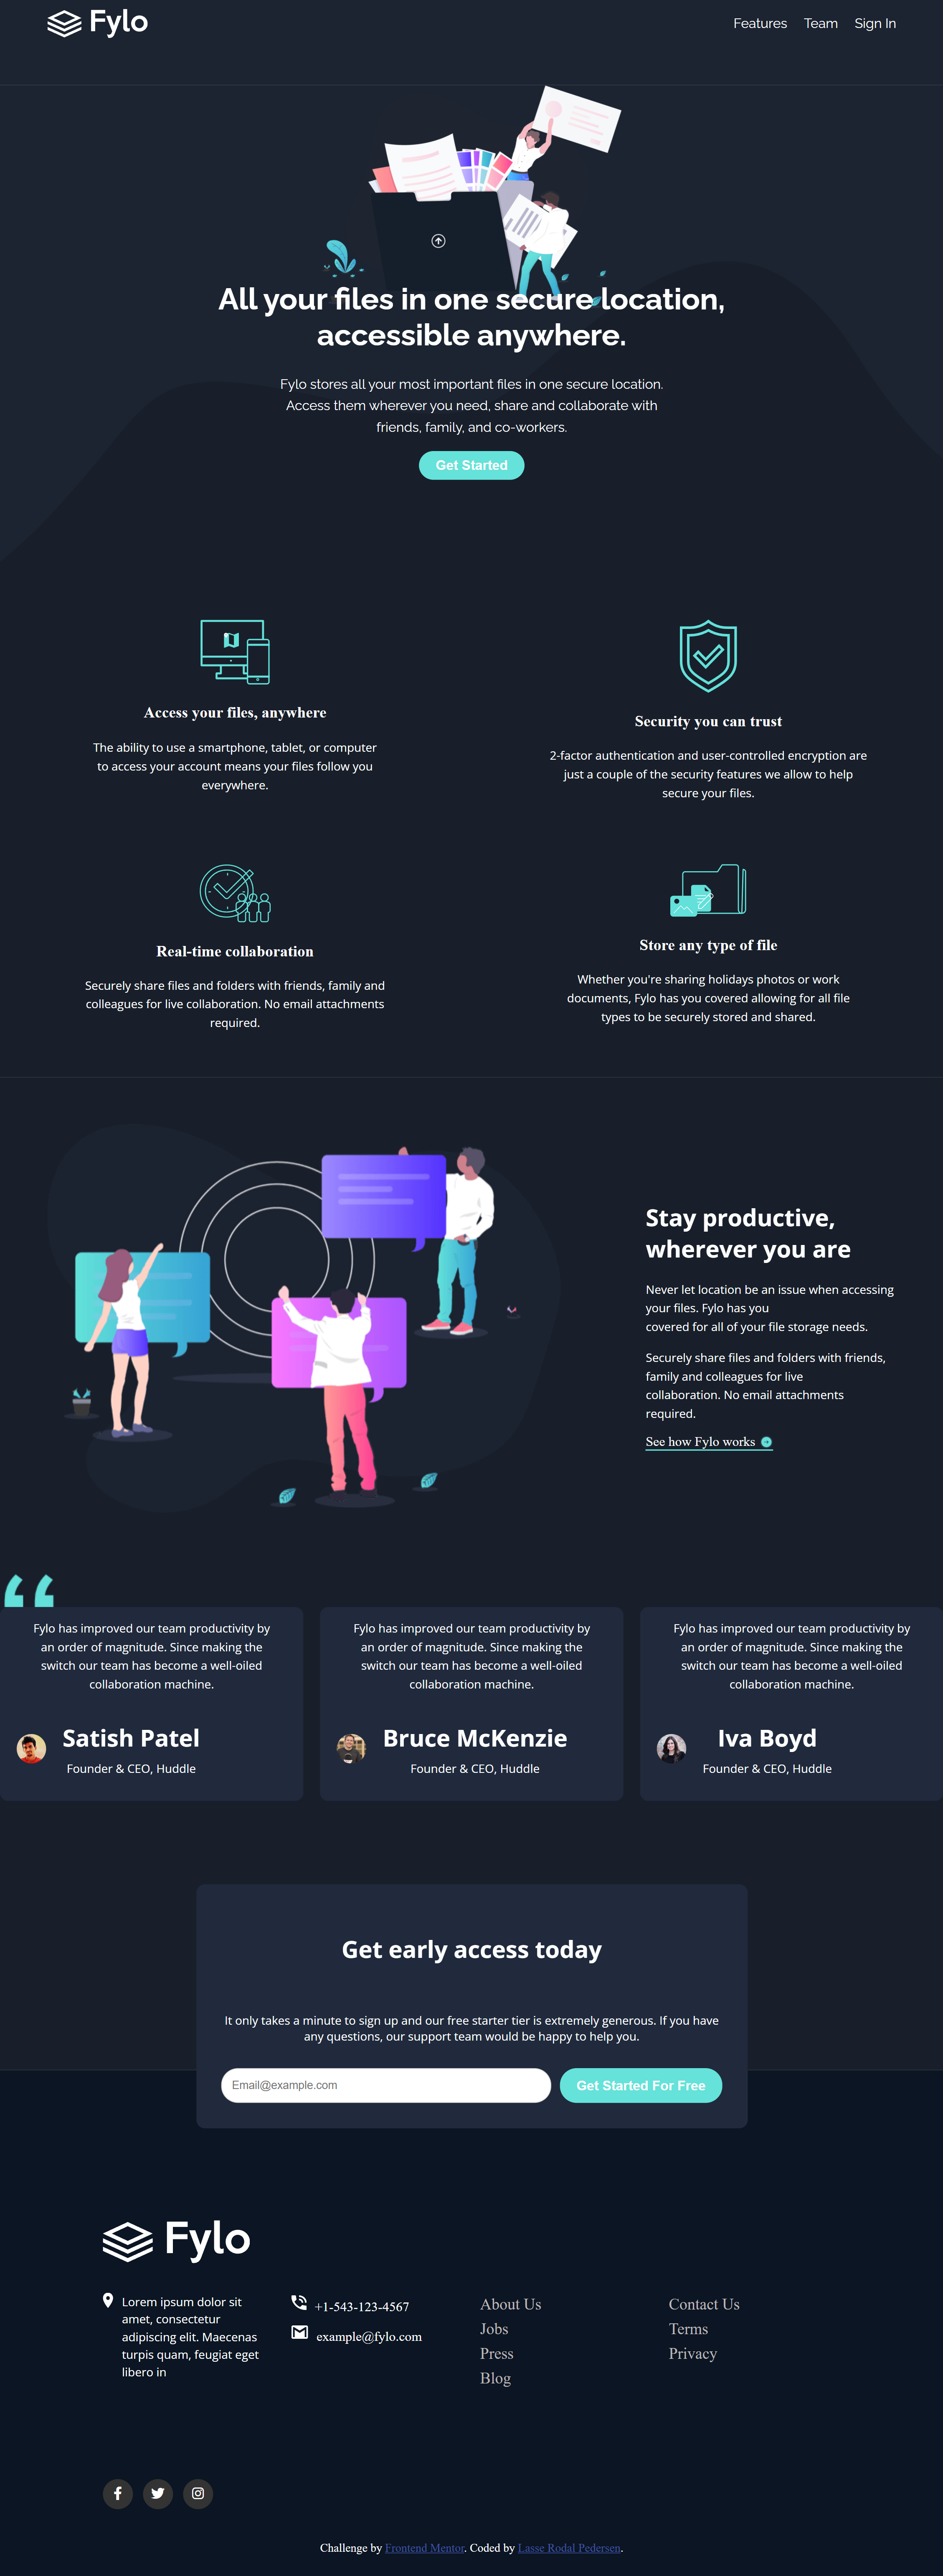 Fylo
Features Team Sign In
All your files in one secure location,
accessible anywhere.
Fylo stores all your most important files in one secure location.
Access them wherever you need, share and collaborate with
friends, family, and co-workers.
Get Started
Access your files, anywhere
The ability to use a smartphone, tablet, or computer
to access your account means your files follow you
everywhere.
Security you can trust
2-factor authentication and user-controlled encryption are
just a couple of the security features we allow to help
secure your files.
Real-time collaboration
Securely share files and folders with friends, family and
colleagues for live collaboration. No email attachments
required.
Store any type of file
Whether you're sharing holidays photos or work
documents, Fylo has you covered allowing for all file
types to be securely stored and shared.
Stay productive,
wherever you are
Never let location be an issue when accessing
your files. Fylo has you
covered for all of your file storage needs.
Securely share files and folders with friends,
family and colleagues for live
collaboration. No email attachments
required.
See how Fylo works
Fylo has improved our team productivity by
an order of magnitude. Since making the
switch our team has become a well-oiled
collaboration machine.
Satish Patel
Founder & CEO, Huddle
Fylo has improved our team productivity by
an order of magnitude. Since making the
switch our team has become a well-oiled
collaboration machine.
Bruce McKenzie
Founder & CEO, Huddle
Fylo has improved our team productivity by
an order of magnitude. Since making the
switch our team has become a well-oiled
collaboration machine.
Iva Boyd
Founder & CEO, Huddle
Get early access today
It only takes a minute to sign up and our free starter tier is extremely generous. If you have
any questions, our support team would be happy to help you.
Email@example.com
Get Started For Free
Fylo
Lorem ipsum dolor sit
amet, consectetur
adipiscing elit. Maecenas
turpis quam, feugiat eget
libero in
+1-543-123-4567
example@fylo.com
About Us
Jobs
Press
Blog
Contact Us
Terms
Privacy
Challenge by Frontend Mentor. Coded by Lasse Rodal Pedersen.